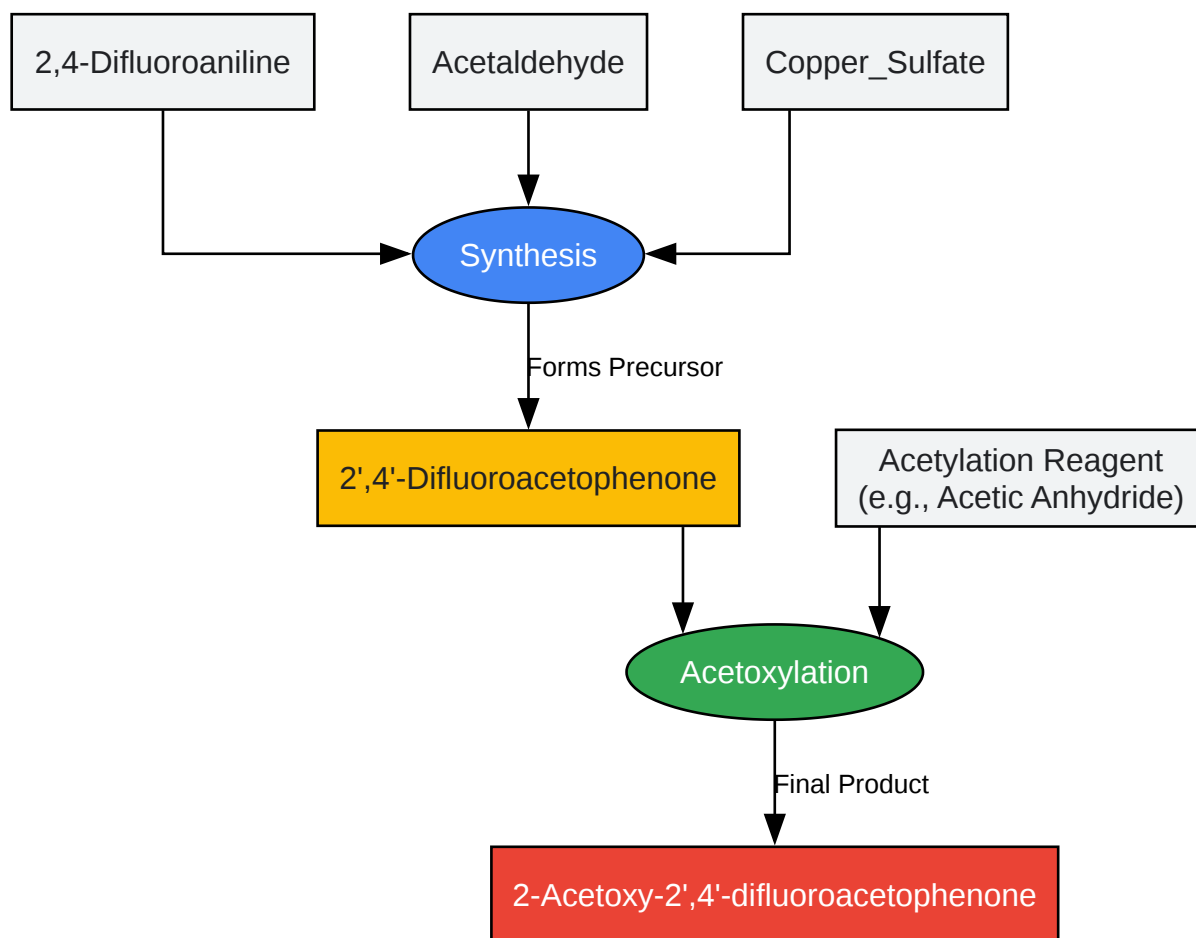 2,4-Difluoroaniline
Acetaldehyde
Copper_Sulfate
Synthesis
Forms Precursor
2',4'-Difluoroacetophenone
Acetylation Reagent
(e.g., Acetic Anhydride)
Acetoxylation
Final Product
2-Acetoxy-2',4'-difluoroacetophenone